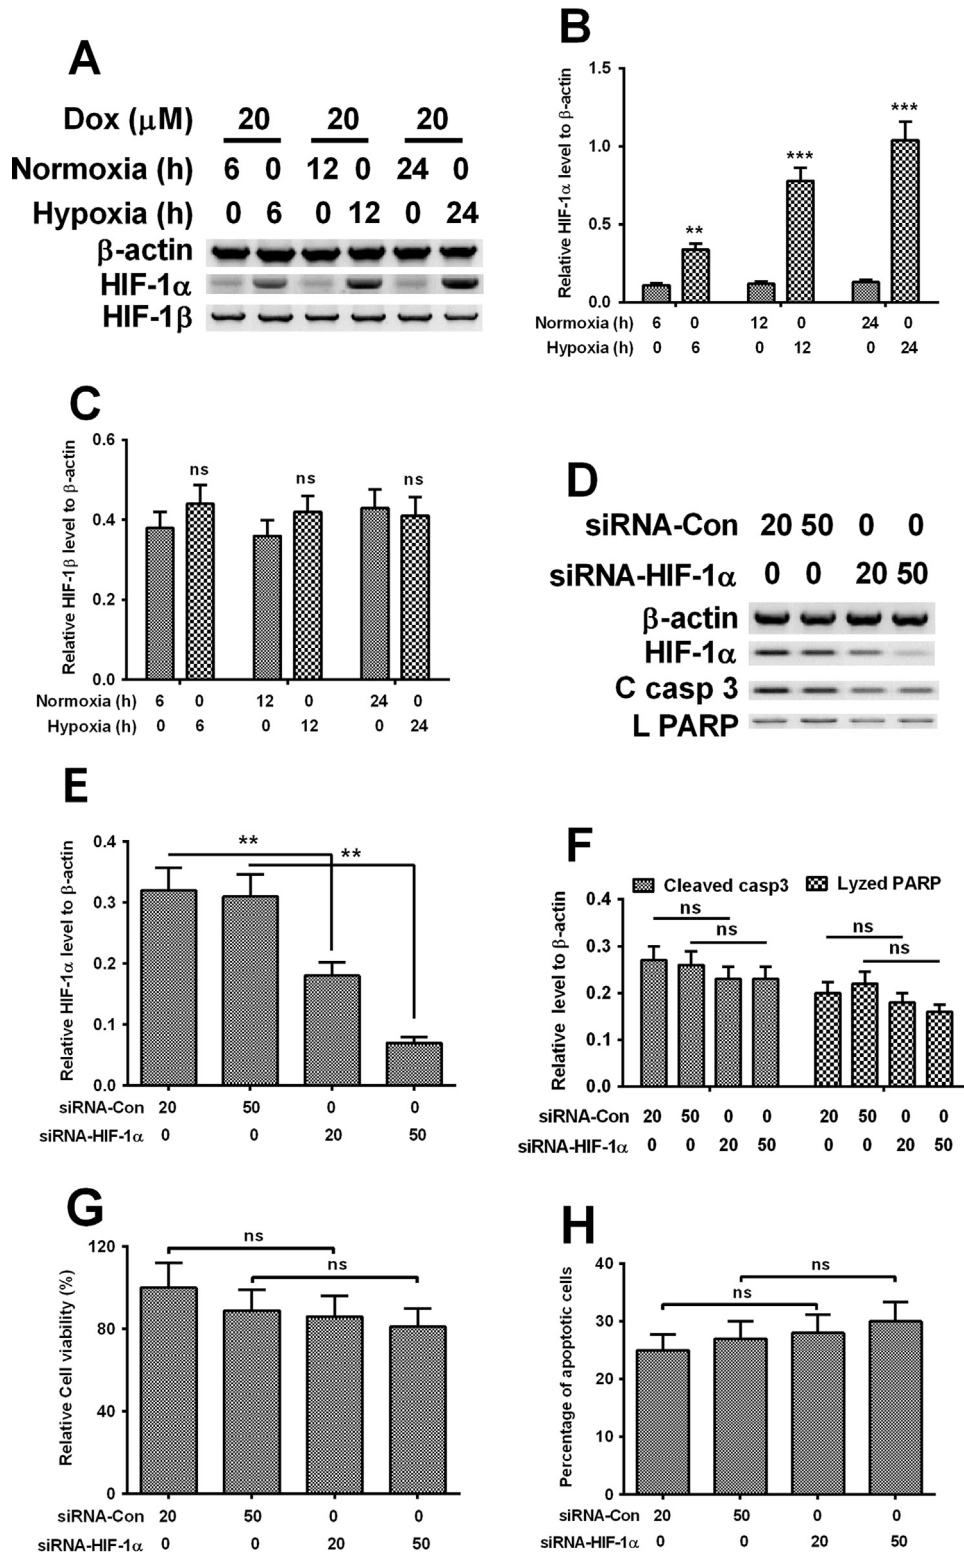 A
Dox (μM) 20 20 20
Normoxia (h) 6 0 12 0 24 0
Hypoxia (h) 0 6 0 12 0 24
β-actin
HIF-1α
HIF-1β
B
Relative HIF-1α level to β-actin
1.5
1.0
0.5
0.0
** *** ***
Normoxia (h) 6 0 12 0 24 0
Hypoxia (h) 0 6 0 12 0 24
C
Relative HIF-1β level to β-actin
0.6
0.4
0.2
0.0
ns ns ns
Normoxia (h) 6 0 12 0 24 0
Hypoxia (h) 0 6 0 12 0 24
D
siRNA-Con 20 50 0 0
siRNA-HIF-1α 0 0 20 50
β-actin
HIF-1α
C casp 3
L PARP
E
Relative HIF-1α level to β-actin
0.4
0.3
0.2
0.1
0.0
** **
siRNA-Con 20 50 0 0
siRNA-HIF-1α 0 0 20 50
F
Relative level to β-actin
0.4
0.3
0.2
0.1
0.0
Cleaved casp3 Lyzed PARP
ns ns
ns ns
siRNA-Con 20 50 0 0 20 50 0 0
siRNA-HIF-1α 0 0 20 50 0 0 20 50
G
Relative Cell viability (%)
120
80
40
0
ns
ns
siRNA-Con 20 50 0 0
siRNA-HIF-1α 0 0 20 50
H
Percentage of apoptotic cells
40
30
20
10
0
ns
ns
siRNA-Con 20 50 0 0
siRNA-HIF-1α 0 0 20 50